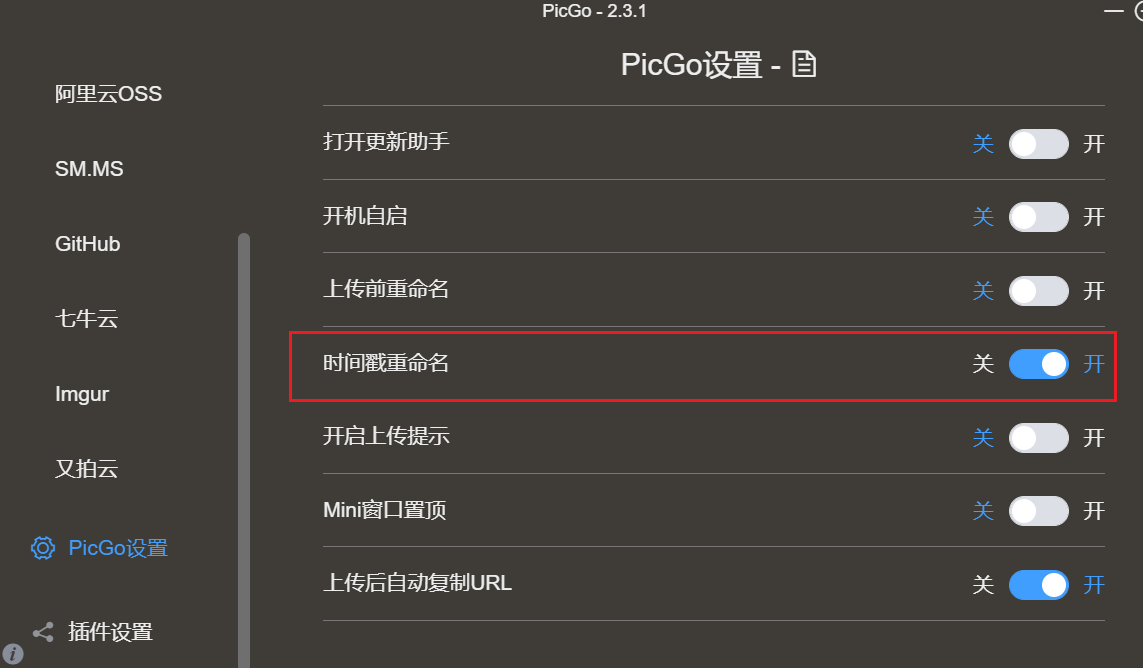 PicGo - 2.3.1
PicGo设置 -
阿里云OSS
SM.MS
GitHub
七牛云
Imgur
又拍云
PicGo设置
插件设置
打开更新助手 关 开
开机自启 关 开
上传前重命名 关 开
时间戳重命名 关 开
开启上传提示 关 开
Mini窗口置顶 关 开
上传后自动复制URL 关 开